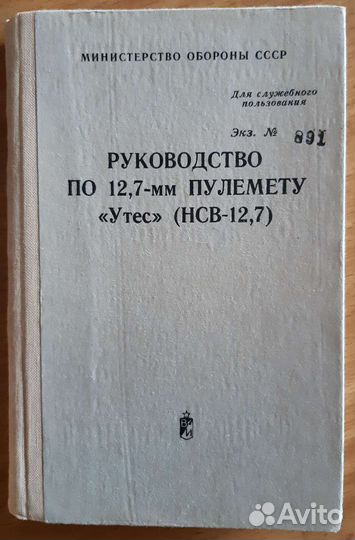 МИНИСТЕРСТВО ОБОРОНЫ СССР
Для служебного
пользования
Экз. № 891
РУКОВОДСТВО
ПО 12,7-мм ПУЛЕМЕТУ
«Утес» (НСВ-12,7)
Avito